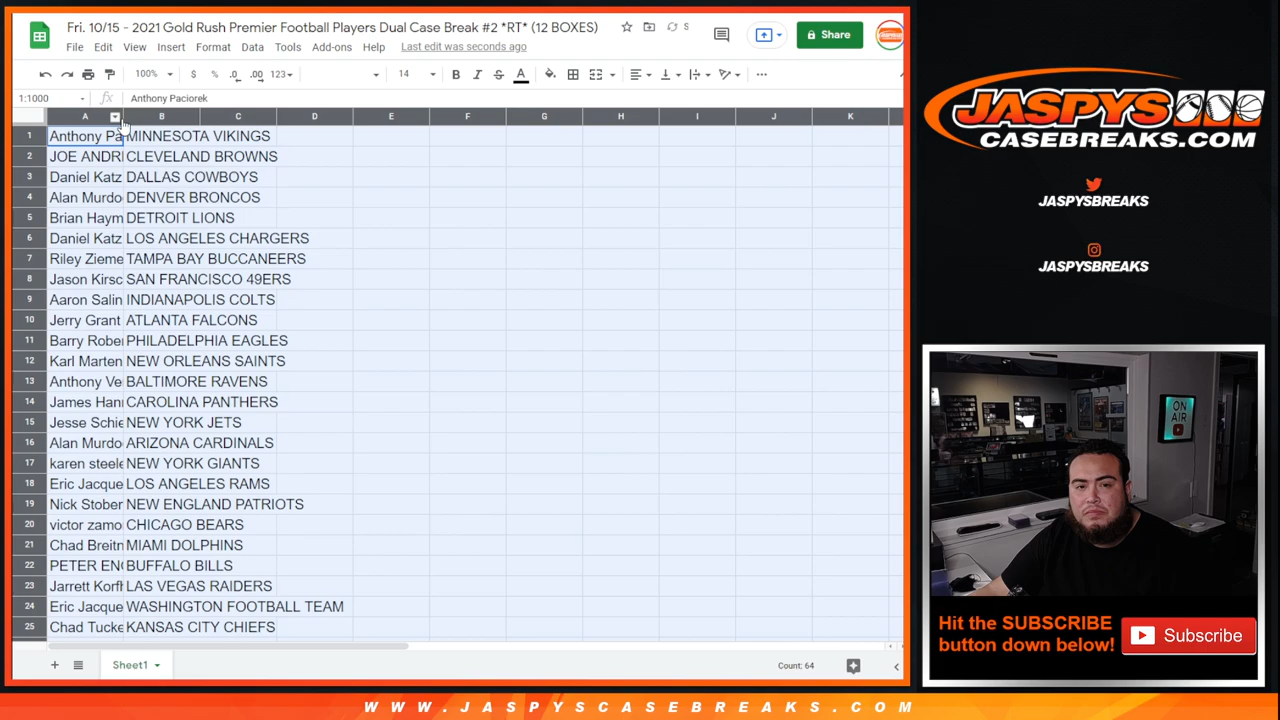 Fri. 10/15 - 2021 Gold Rush Premier Football Players Dual Case Break #2 *RT* (12 BOXES)
File Edit View Insert Format Data Tools Add-ons Help Last edit was seconds ago
Share
100% $ % .0 .00 123 14 B I S A
1:1000 fx Anthony Paciorek
A B C D E F G H I J K
1 Anthony Pa MINNESOTA VIKINGS
2 JOE ANDR CLEVELAND BROWNS
3 Daniel Katz DALLAS COWBOYS
4 Alan Murdo DENVER BRONCOS
5 Brian Haym DETROIT LIONS
6 Daniel Katz LOS ANGELES CHARGERS
7 Riley Zieme TAMPA BAY BUCCANEERS
8 Jason Kirsc SAN FRANCISCO 49ERS
9 Aaron Salin INDIANAPOLIS COLTS
10 Jerry Grant ATLANTA FALCONS
11 Barry Rober PHILADELPHIA EAGLES
12 Karl Marten NEW ORLEANS SAINTS
13 Anthony Ve BALTIMORE RAVENS
14 James Han CAROLINA PANTHERS
15 Jesse Schie NEW YORK JETS
16 Alan Murdo ARIZONA CARDINALS
17 karen steele NEW YORK GIANTS
18 Eric Jacque LOS ANGELES RAMS
19 Nick Stober NEW ENGLAND PATRIOTS
20 victor zamo CHICAGO BEARS
21 Chad Breitn MIAMI DOLPHINS
22 PETER EN BUFFALO BILLS
23 Jarrett Korfh LAS VEGAS RAIDERS
24 Eric Jacque WASHINGTON FOOTBALL TEAM
25 Chad Tucke KANSAS CITY CHIEFS
Sheet1
Count: 64
JASPYS
CASEBREAKS.COM
JASPYSBREAKS
JASPYSBREAKS
ON
AIR
Hit the SUBSCRIBE
button down below!
Subscribe
WWW.JASPYSCASEBREAKS.COM